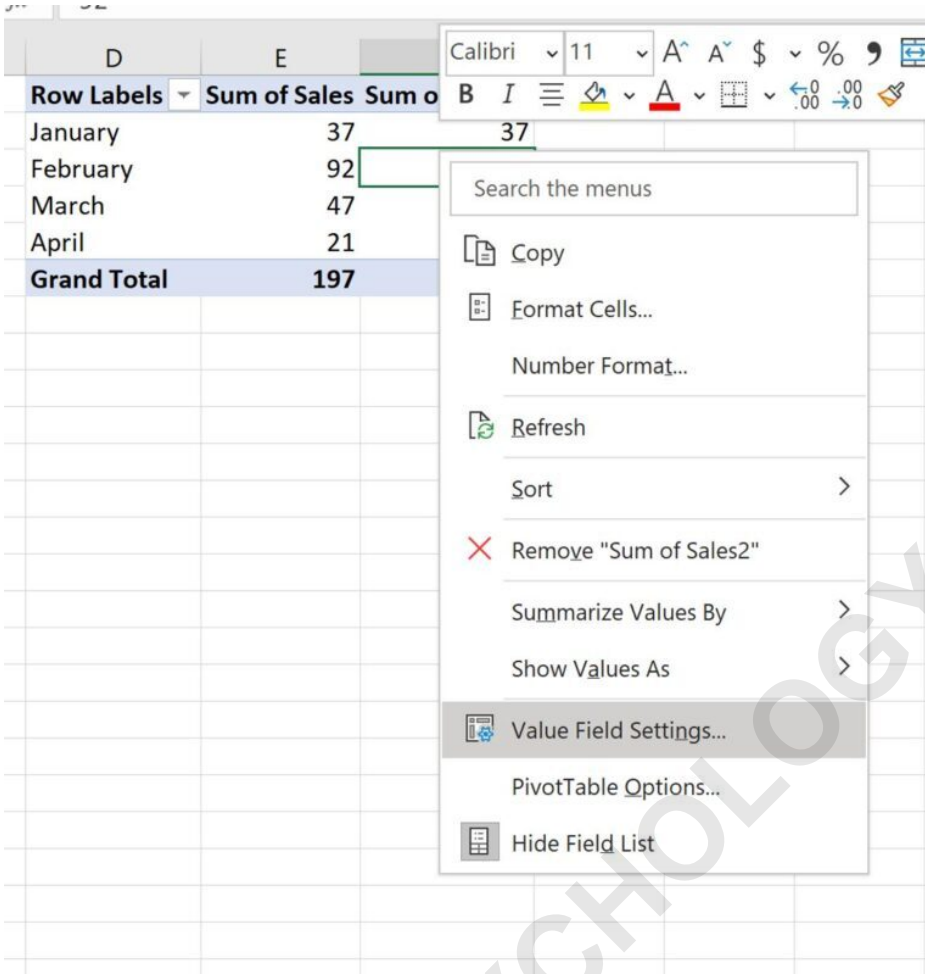 Calibri 11 A^ A˅ $ % ,
D E
B I A .00 .00
Row Labels Sum of Sales Sum o
January 37 37
February 92
March 47
April 21
Grand Total 197
Search the menus
Copy
Format Cells...
Number Format...
Refresh
Sort
Remove "Sum of Sales2"
Summarize Values By
Show Values As
Value Field Settings...
PivotTable Options...
Hide Field List